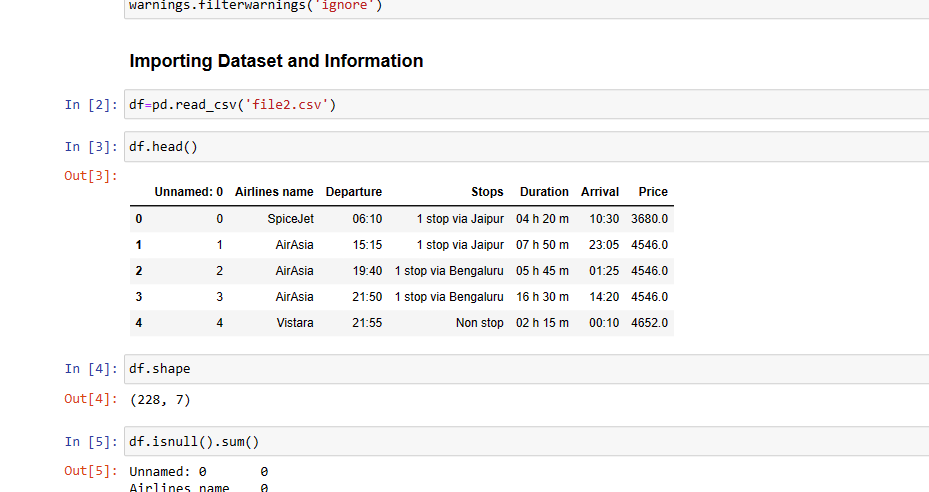 warnings.filterwarnings('ignore')
Importing Dataset and Information
In [2]: df=pd.read_csv('file2.csv')
In [3]: df.head()
Out[3]:
Unnamed: 0 Airlines name Departure Stops Duration Arrival Price
0 0 SpiceJet 06:10 1 stop via Jaipur 04 h 20 m 10:30 3680.0
1 1 AirAsia 15:15 1 stop via Jaipur 07 h 50 m 23:05 4546.0
2 2 AirAsia 19:40 1 stop via Bengaluru 05 h 45 m 01:25 4546.0
3 3 AirAsia 21:50 1 stop via Bengaluru 16 h 30 m 14:20 4546.0
4 4 Vistara 21:55 Non stop 02 h 15 m 00:10 4652.0
In [4]: df.shape
Out[4]: (228, 7)
In [5]: df.isnull().sum()
Out[5]: Unnamed: 0 0
Airlines name 0